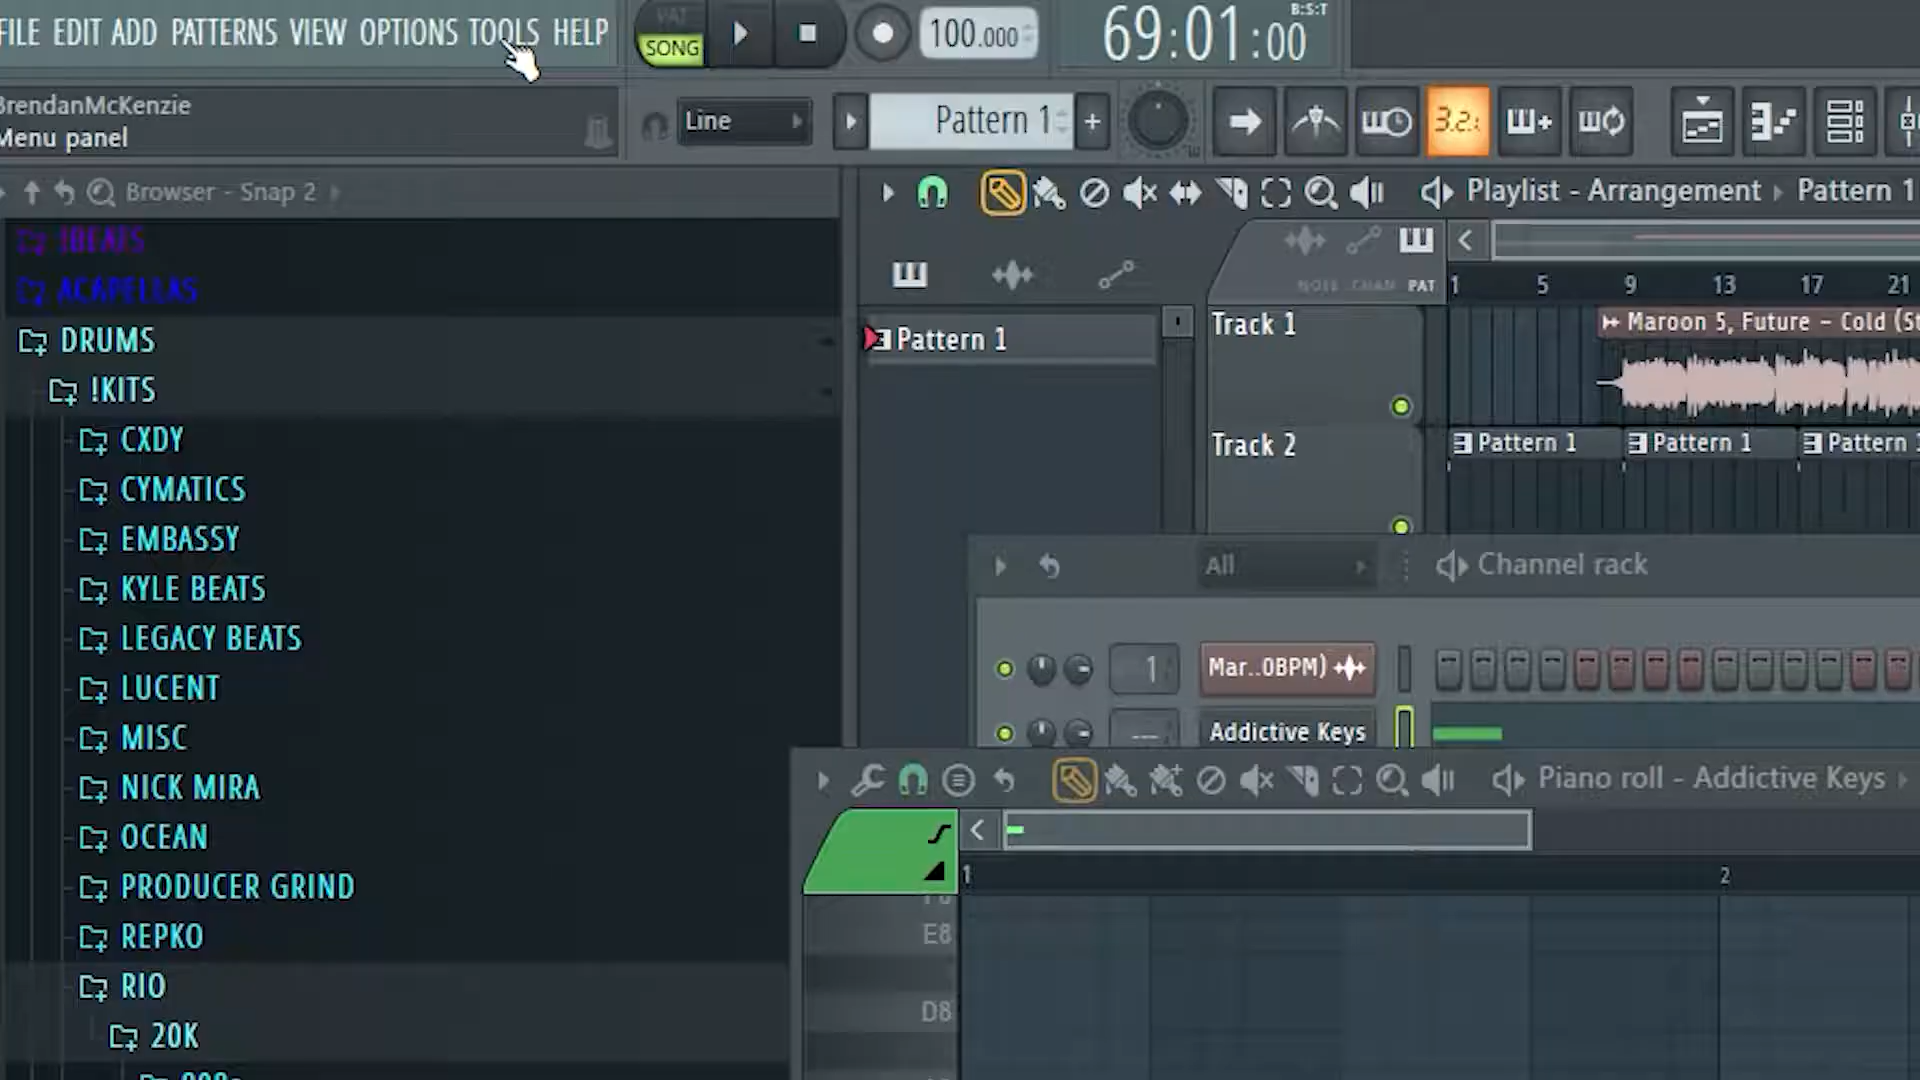 FILE EDIT ADD PATTERNS VIEW OPTIONS TOOLS HELP
PAT
SONG
100.000
69:01:00
B:S:T
BrendanMcKenzie
Menu panel
Line
Pattern 1
+
Browser - Snap 2
Playlist - Arrangement
Pattern 1
!BEATS
ACAPELLAS
DRUMS
!KITS
CXDY
CYMATICS
EMBASSY
KYLE BEATS
LEGACY BEATS
LUCENT
MISC
NICK MIRA
OCEAN
PRODUCER GRIND
REPKO
RIO
20K
Pattern 1
NOTE CHAN PAT
1 5 9 13 17 21
Track 1
Maroon 5, Future - Cold
Track 2
Pattern 1
Pattern 1
Pattern
All
Channel rack
1
Mar..0BPM)
---
Addictive Keys
Piano roll - Addictive Keys
1 2
E8
D8